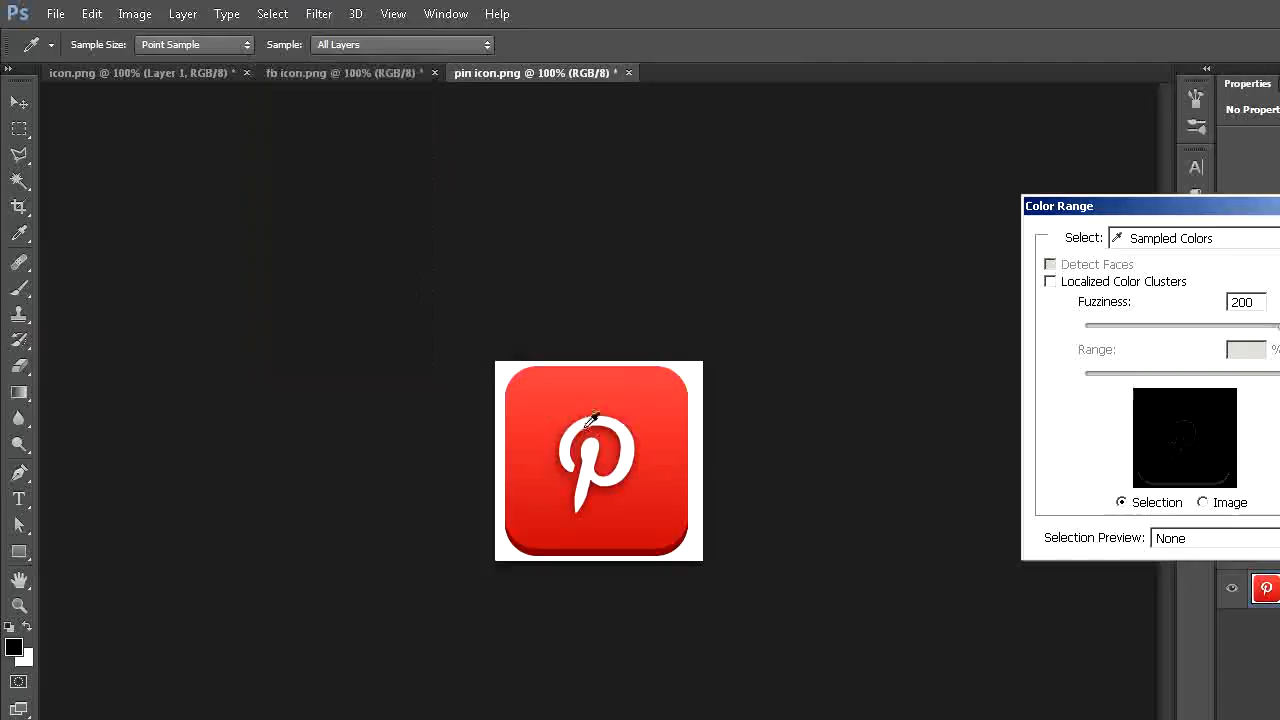 Ps File Edit Image Layer Type Select Filter 3D View Window Help
Sample Size: Point Sample Sample: All Layers
icon.png @ 100% (Layer 1, RGB/8) * × fb icon.png @ 100% (RGB/8) * × pin icon.png @ 100% (RGB/8) * ×
Properties
No Propert
Color Range
Select: Sampled Colors
Detect Faces
Localized Color Clusters
Fuzziness: 200
Range: %
Selection Image
Selection Preview: None